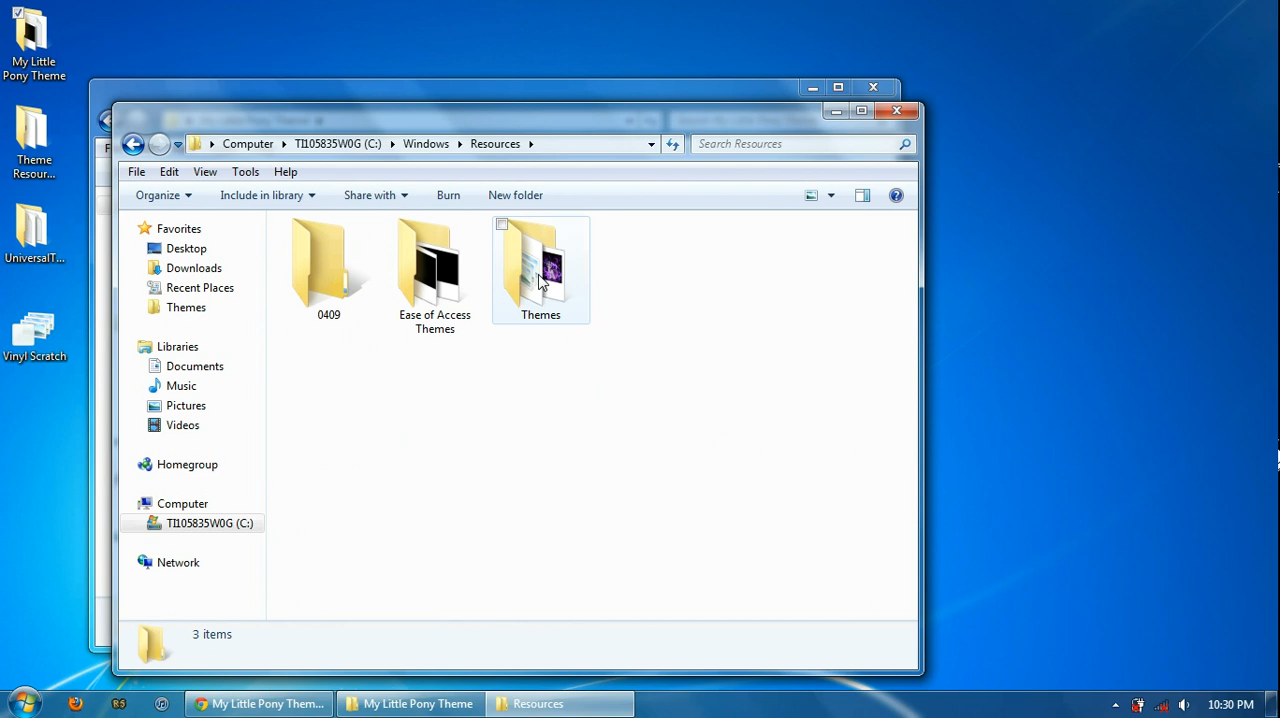 My Little
Pony Theme
Theme
Resour...
UniversalT...
Vinyl Scratch
Computer
TI105835W0G (C:)
Windows
Resources
Search Resources
File
Edit
View
Tools
Help
Organize
Include in library
Share with
Burn
New folder
Favorites
Desktop
Downloads
Recent Places
Themes
Libraries
Documents
Music
Pictures
Videos
Homegroup
Computer
TI105835W0G (C:)
Network
0409
Ease of Access
Themes
Themes
3 items
My Little Pony Them...
My Little Pony Theme
Resources
10:30 PM